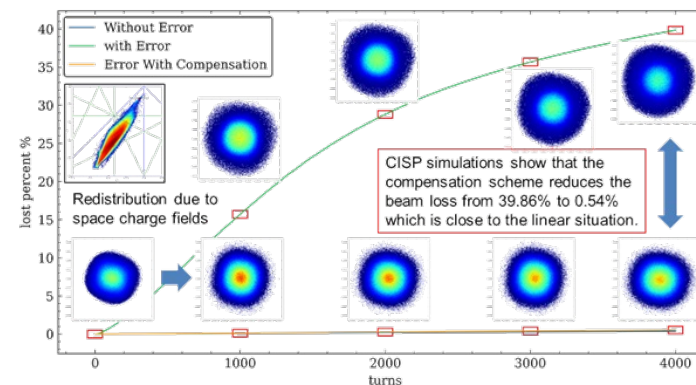 Without Error
with Error
Error With Compensation
lost percent %
40
35
30
25
20
15
10
5
0
Redistribution due to
space charge fields
CISP simulations show that the
compensation scheme reduces the
beam loss from 39.86% to 0.54%
which is close to the linear situation.
0
1000
2000
3000
4000
turns